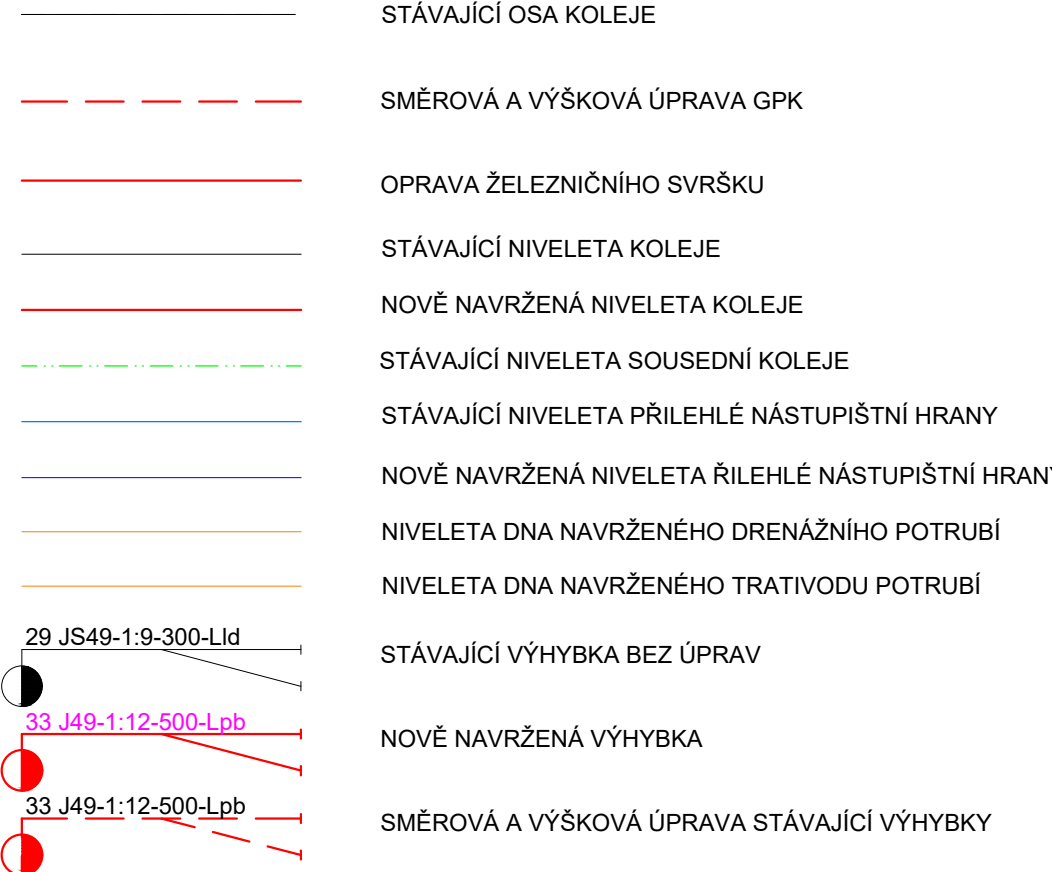 STÁVAJÍCÍ OSA KOLEJE
SMĚROVÁ A VÝŠKOVÁ ÚPRAVA GPK
OPRAVA ŽELEZNIČNÍHO SVRŠKU
STÁVAJÍCÍ NIVELETA KOLEJE
NOVĚ NAVRŽENÁ NIVELETA KOLEJE
STÁVAJÍCÍ NIVELETA SOUSEDNÍ KOLEJE
STÁVAJÍCÍ NIVELETA PŘILEHLÉ NÁSTUPIŠTNÍ HRANY
NOVĚ NAVRŽENÁ NIVELETA ŘILEHLÉ NÁSTUPIŠTNÍ HRANY
NIVELETA DNA NAVRŽENÉHO DRENÁŽNÍHO POTRUBÍ
NIVELETA DNA NAVRŽENÉHO TRATIVODU POTRUBÍ
29 JS49-1:9-300-Lld
STÁVAJÍCÍ VÝHYBKA BEZ ÚPRAV
33 J49-1:12-500-Lpb
NOVĚ NAVRŽENÁ VÝHYBKA
33 J49-1:12-500-Lpb
SMĚROVÁ A VÝŠKOVÁ ÚPRAVA STÁVAJÍCÍ VÝHYBKY